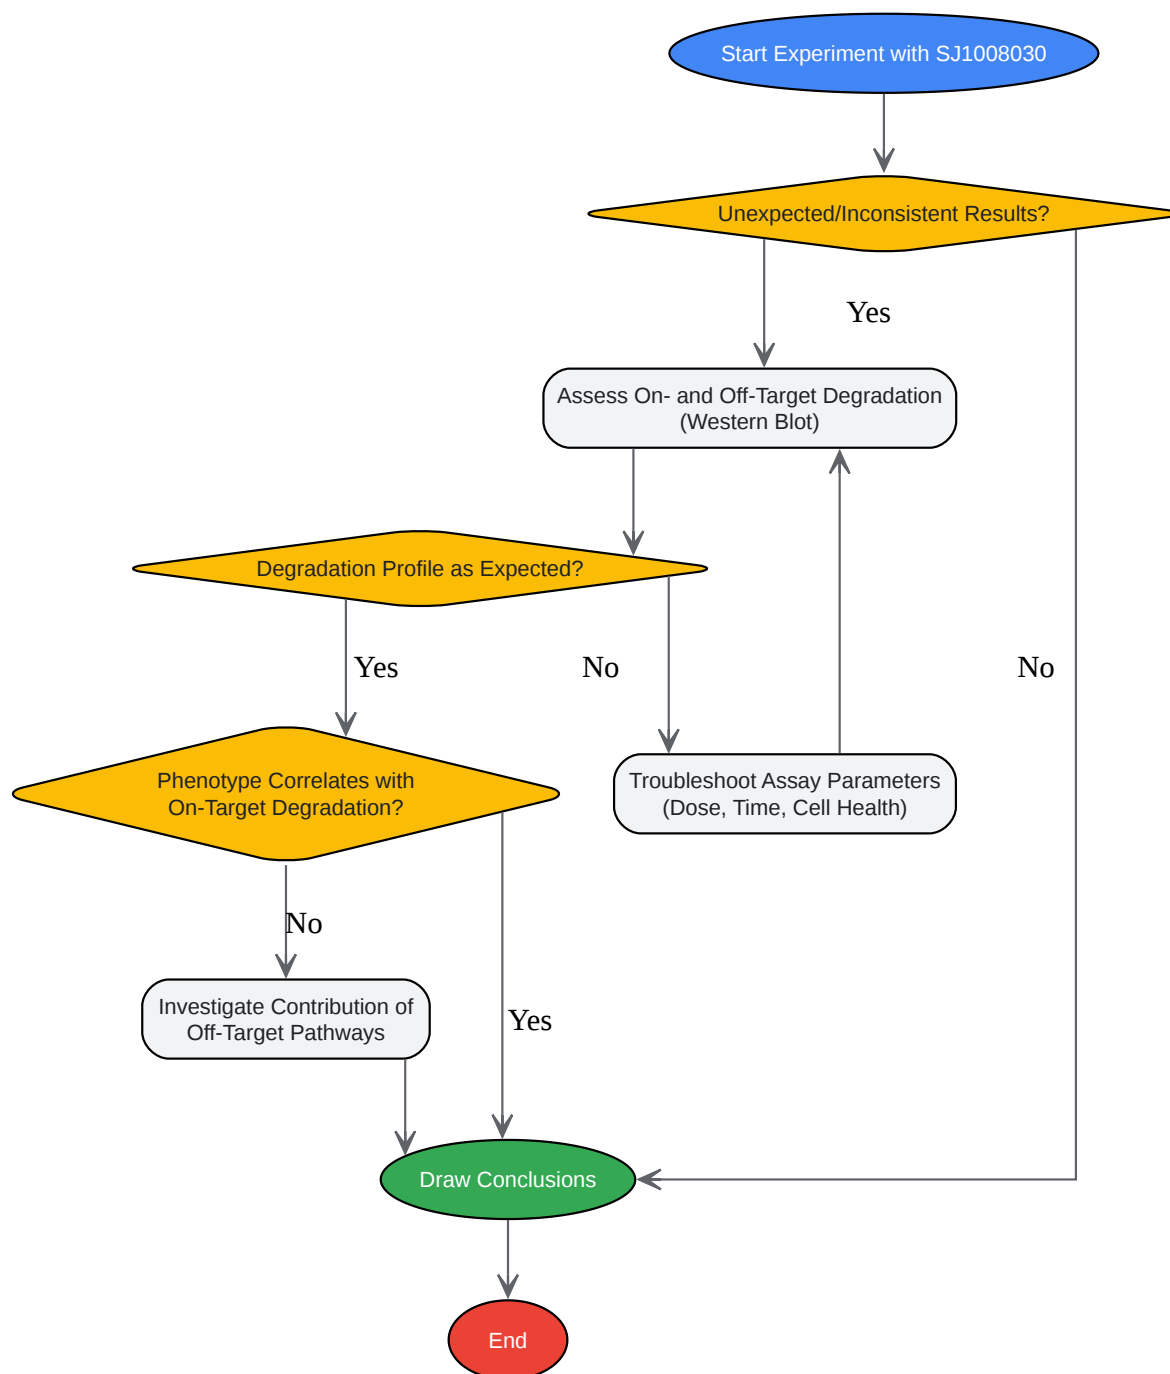 Start Experiment with SJ1008030
Unexpected/Inconsistent Results?
Yes
Assess On- and Off-Target Degradation
(Western Blot)
Degradation Profile as Expected?
Yes
No
No
Phenotype Correlates with
On-Target Degradation?
Troubleshoot Assay Parameters
(Dose, Time, Cell Health)
No
Investigate Contribution of
Off-Target Pathways
Yes
Draw Conclusions
End